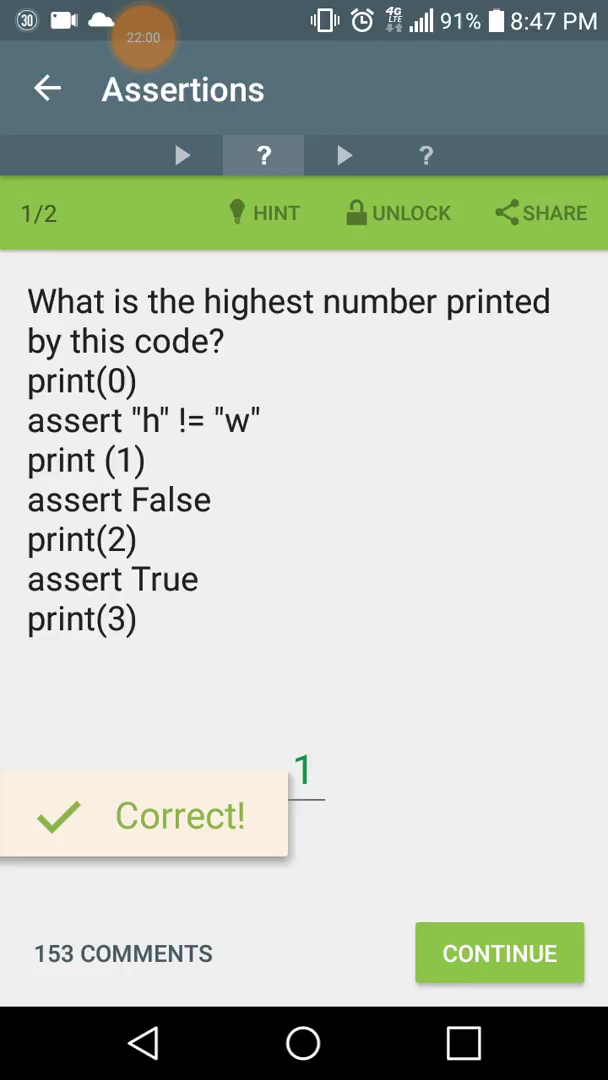 30 22:00 4G LTE 91% 8:47 PM
Assertions
? ?
1/2 HINT UNLOCK SHARE
What is the highest number printed
by this code?
print(0)
assert "h" != "w"
print (1)
assert False
print(2)
assert True
print(3)
1
Correct!
153 COMMENTS CONTINUE